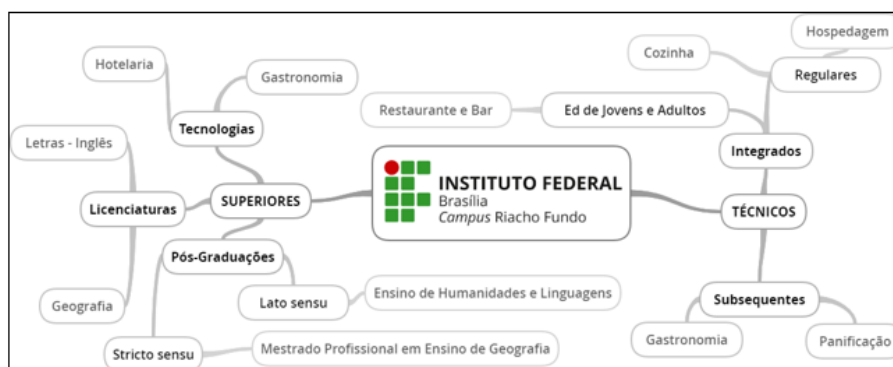 Hospedagem
Hotelaria
Cozinha
Gastronomia
Regulares
Restaurante e Bar
Ed de Jovens e Adultos
Tecnologias
Letras - Inglês
Integrados
INSTITUTO FEDERAL
Brasília
Campus Riacho Fundo
Licenciaturas
SUPERIORES
TÉCNICOS
Pós-Graduações
Geografia
Lato sensu
Ensino de Humanidades e Linguagens
Subsequentes
Stricto sensu
Mestrado Profissional em Ensino de Geografia
Gastronomia
Panificação